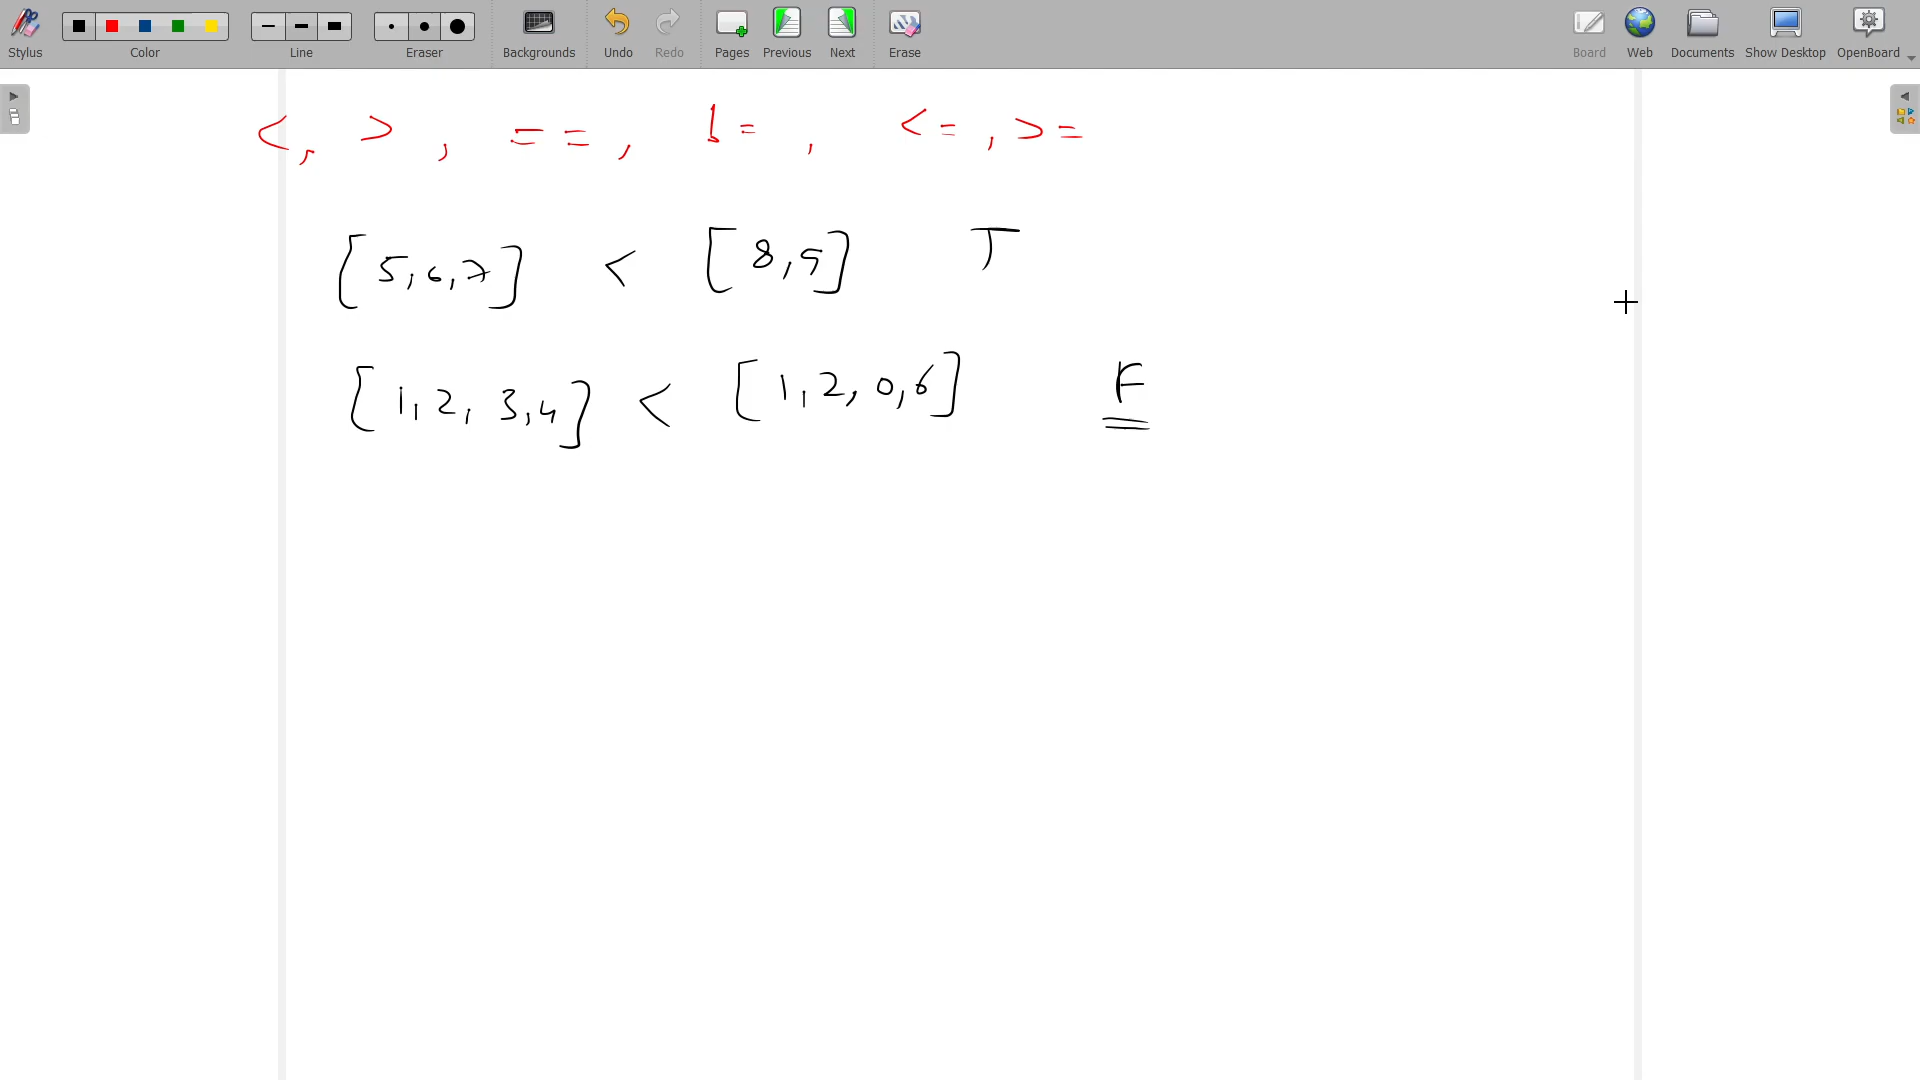 Stylus Color Line Eraser Backgrounds Undo Redo Pages Previous Next Erase Board Web Documents Show Desktop OpenBoard
<, >, ==, !=, <=, >=
[5,6,7] < [8,9] T
[1,2,3,4] < [1,2,0,6] F